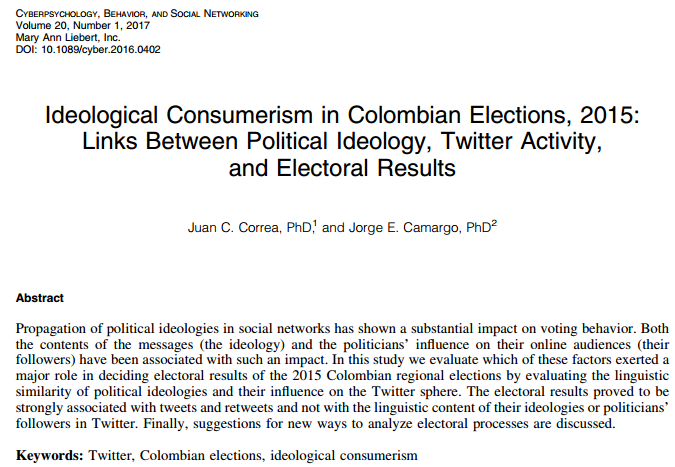 CYBERPSYCHOLOGY, BEHAVIOR, AND SOCIAL NETWORKING
Volume 20, Number 1, 2017
Mary Ann Liebert, Inc.
DOI: 10.1089/cyber.2016.0402
Ideological Consumerism in Colombian Elections, 2015:
Links Between Political Ideology, Twitter Activity,
and Electoral Results
Juan C. Correa, PhD,1 and Jorge E. Camargo, PhD2
Abstract
Propagation of political ideologies in social networks has shown a substantial impact on voting behavior. Both
the contents of the messages (the ideology) and the politicians' influence on their online audiences (their
followers) have been associated with such an impact. In this study we evaluate which of these factors exerted a
major role in deciding electoral results of the 2015 Colombian regional elections by evaluating the linguistic
similarity of political ideologies and their influence on the Twitter sphere. The electoral results proved to be
strongly associated with tweets and retweets and not with the linguistic content of their ideologies or politicians'
followers in Twitter. Finally, suggestions for new ways to analyze electoral processes are discussed.
Keywords: Twitter, Colombian elections, ideological consumerism